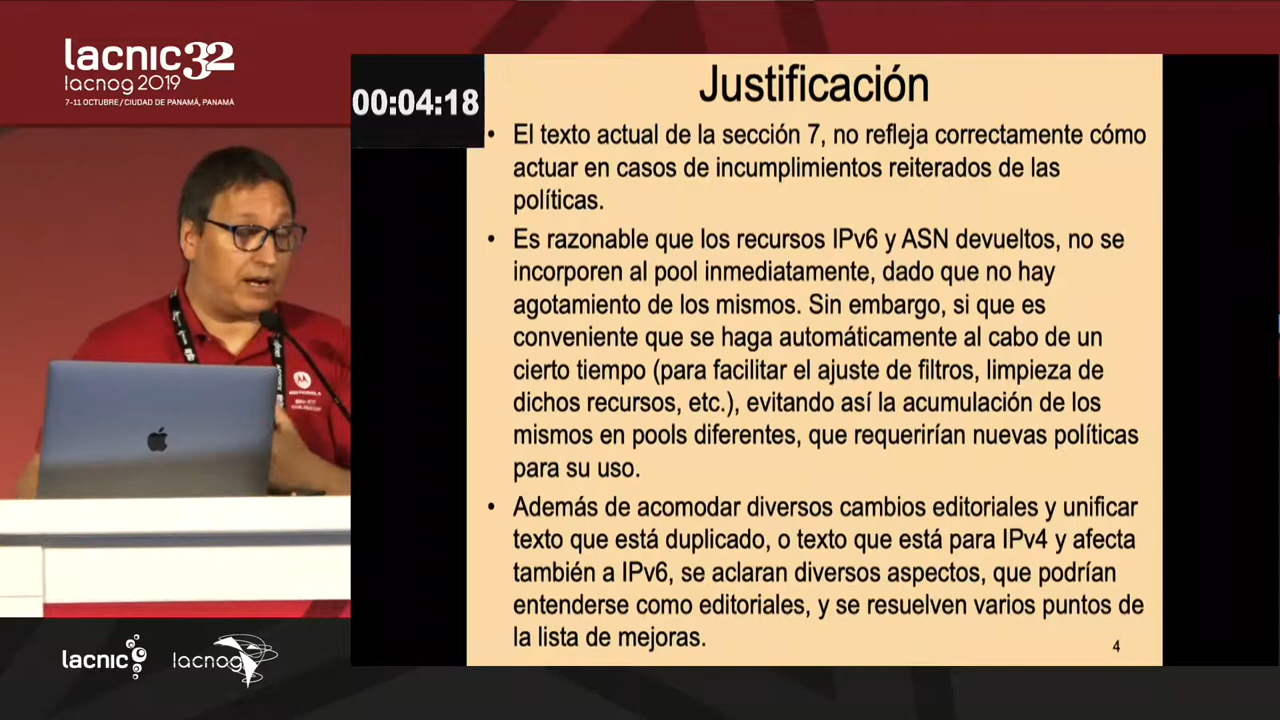 lacnic32
lacnog 2019
7-11 OCTUBRE / CIUDAD DE PANAMÁ, PANAMÁ
00:04:18
Justificación
• El texto actual de la sección 7, no refleja correctamente cómo
actuar en casos de incumplimientos reiterados de las
políticas.
• Es razonable que los recursos IPv6 y ASN devueltos, no se
incorporen al pool inmediatamente, dado que no hay
agotamiento de los mismos. Sin embargo, si que es
conveniente que se haga automáticamente al cabo de un
cierto tiempo (para facilitar el ajuste de filtros, limpieza de
dichos recursos, etc.), evitando así la acumulación de los
mismos en pools diferentes, que requerirían nuevas políticas
para su uso.
• Además de acomodar diversos cambios editoriales y unificar
texto que está duplicado, o texto que está para IPv4 y afecta
también a IPv6, se aclaran diversos aspectos, que podrían
entenderse como editoriales, y se resuelven varios puntos de
la lista de mejoras.
4
MOTOROLA
lacnic
lacnog